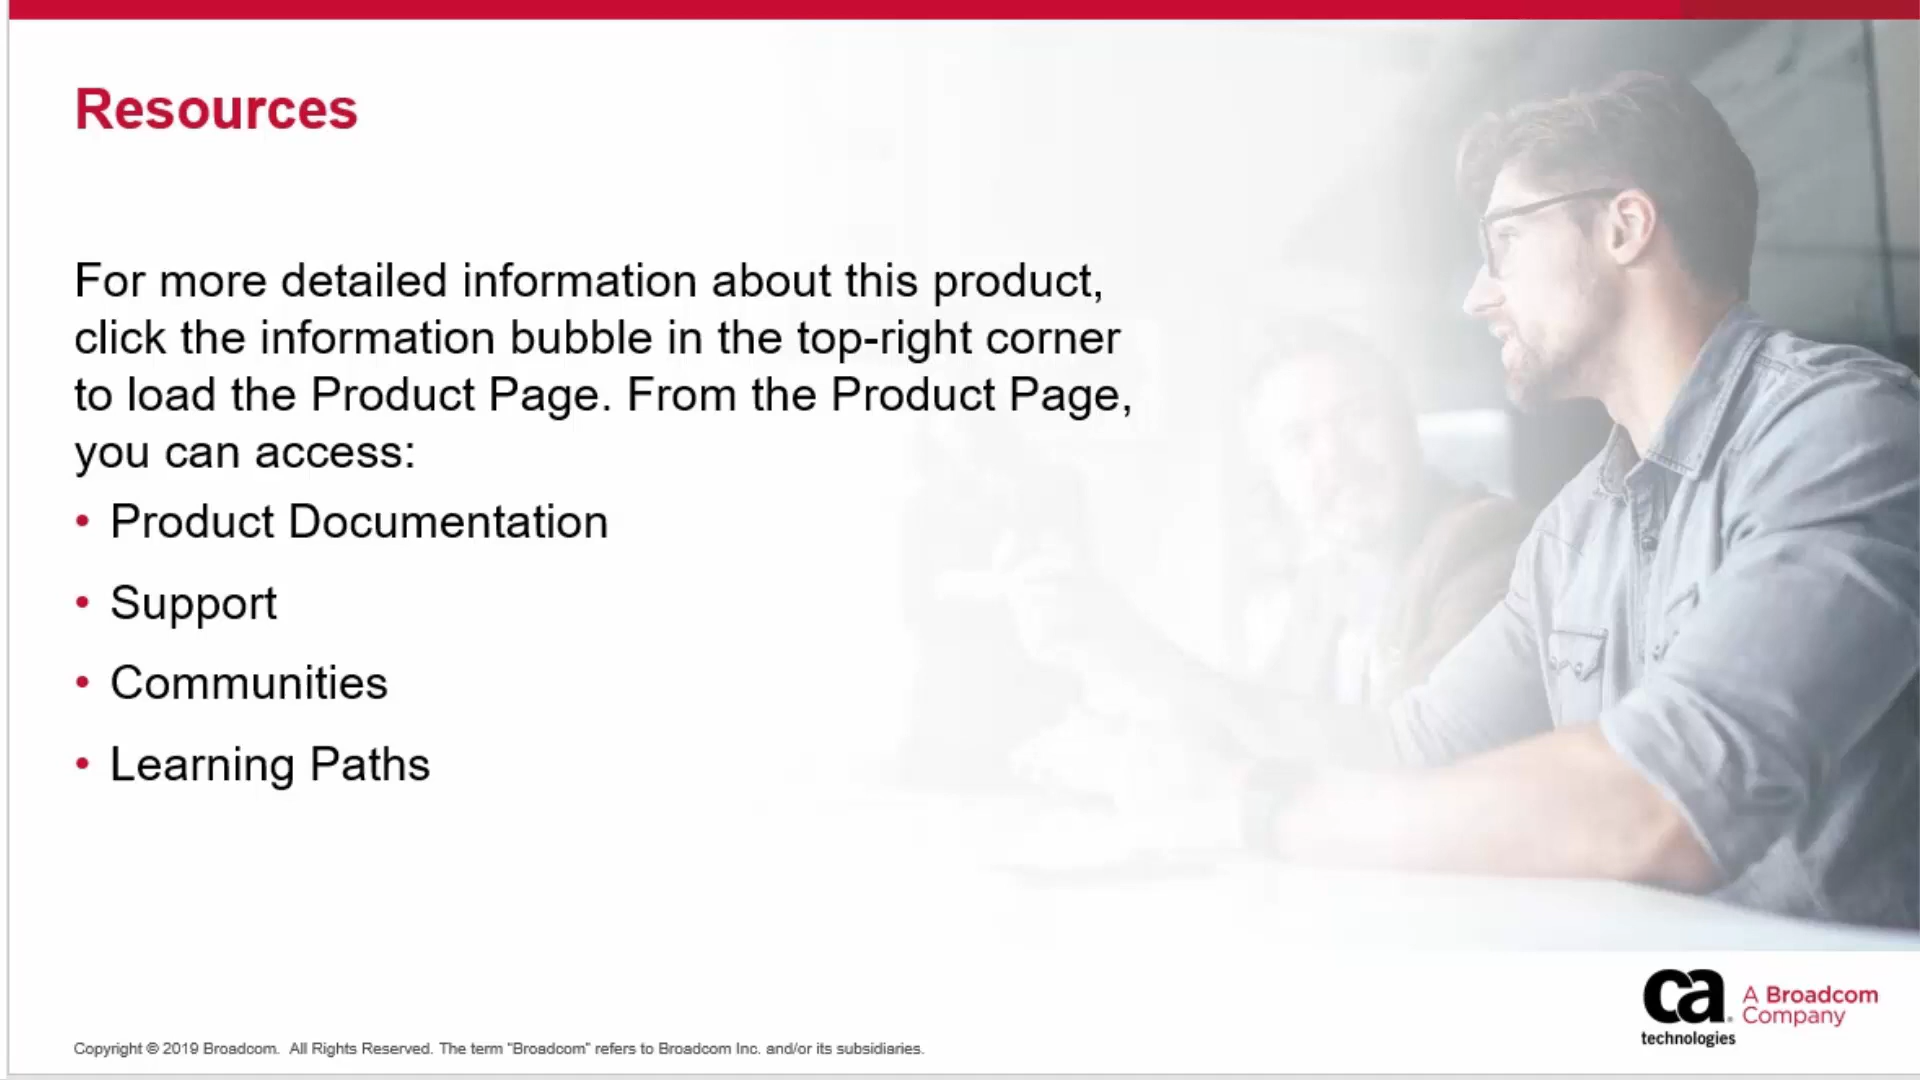 Resources
For more detailed information about this product,
click the information bubble in the top-right corner
to load the Product Page. From the Product Page,
you can access:
• Product Documentation
• Support
• Communities
• Learning Paths
ca
technologies
A Broadcom
Company
Copyright © 2019 Broadcom. All Rights Reserved. The term “Broadcom” refers to Broadcom Inc. and/or its subsidiaries.